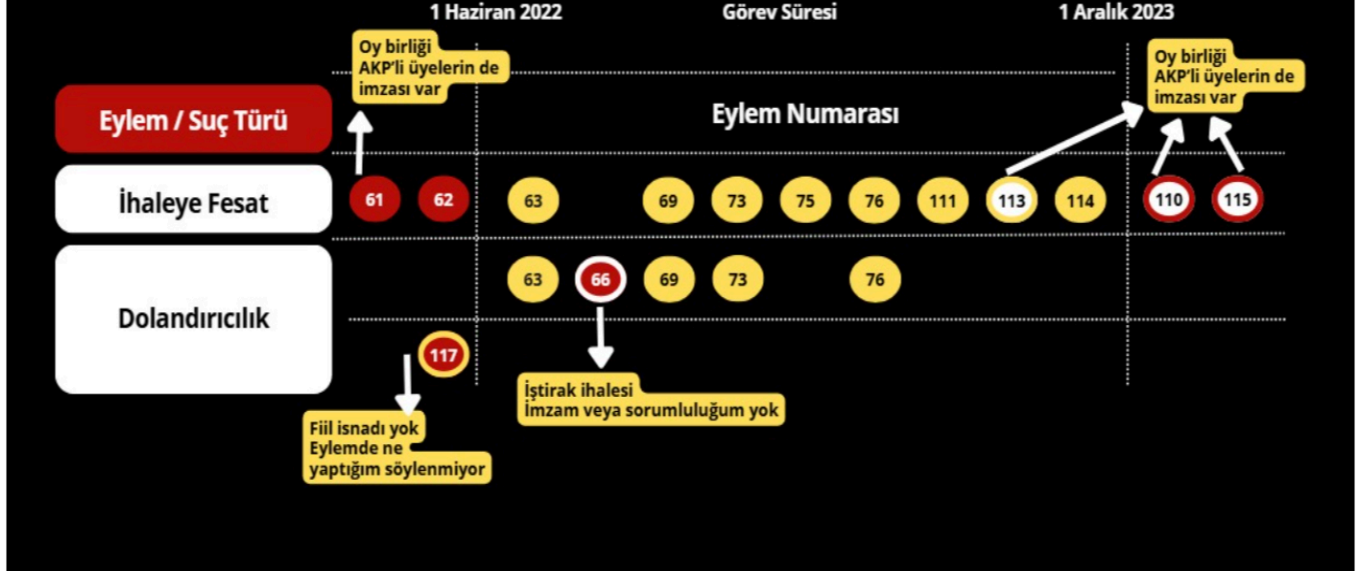 1 Haziran 2022
Görev Süresi
1 Aralık 2023
Oy birliği
AKP'li üyelerin de
imzası var
Oy birliği
AKP'li üyelerin de
imzası var
Eylem / Suç Türü
Eylem Numarası
İhaleye Fesat
61
62
63
69
73
75
76
111
113
114
110
115
Dolandırıcılık
63
66
69
73
76
117
İştirak ihalesi
İmzam veya sorumluluğum yok
Fiil isnadı yok
Eylemde ne
yaptığım söylenmiyor